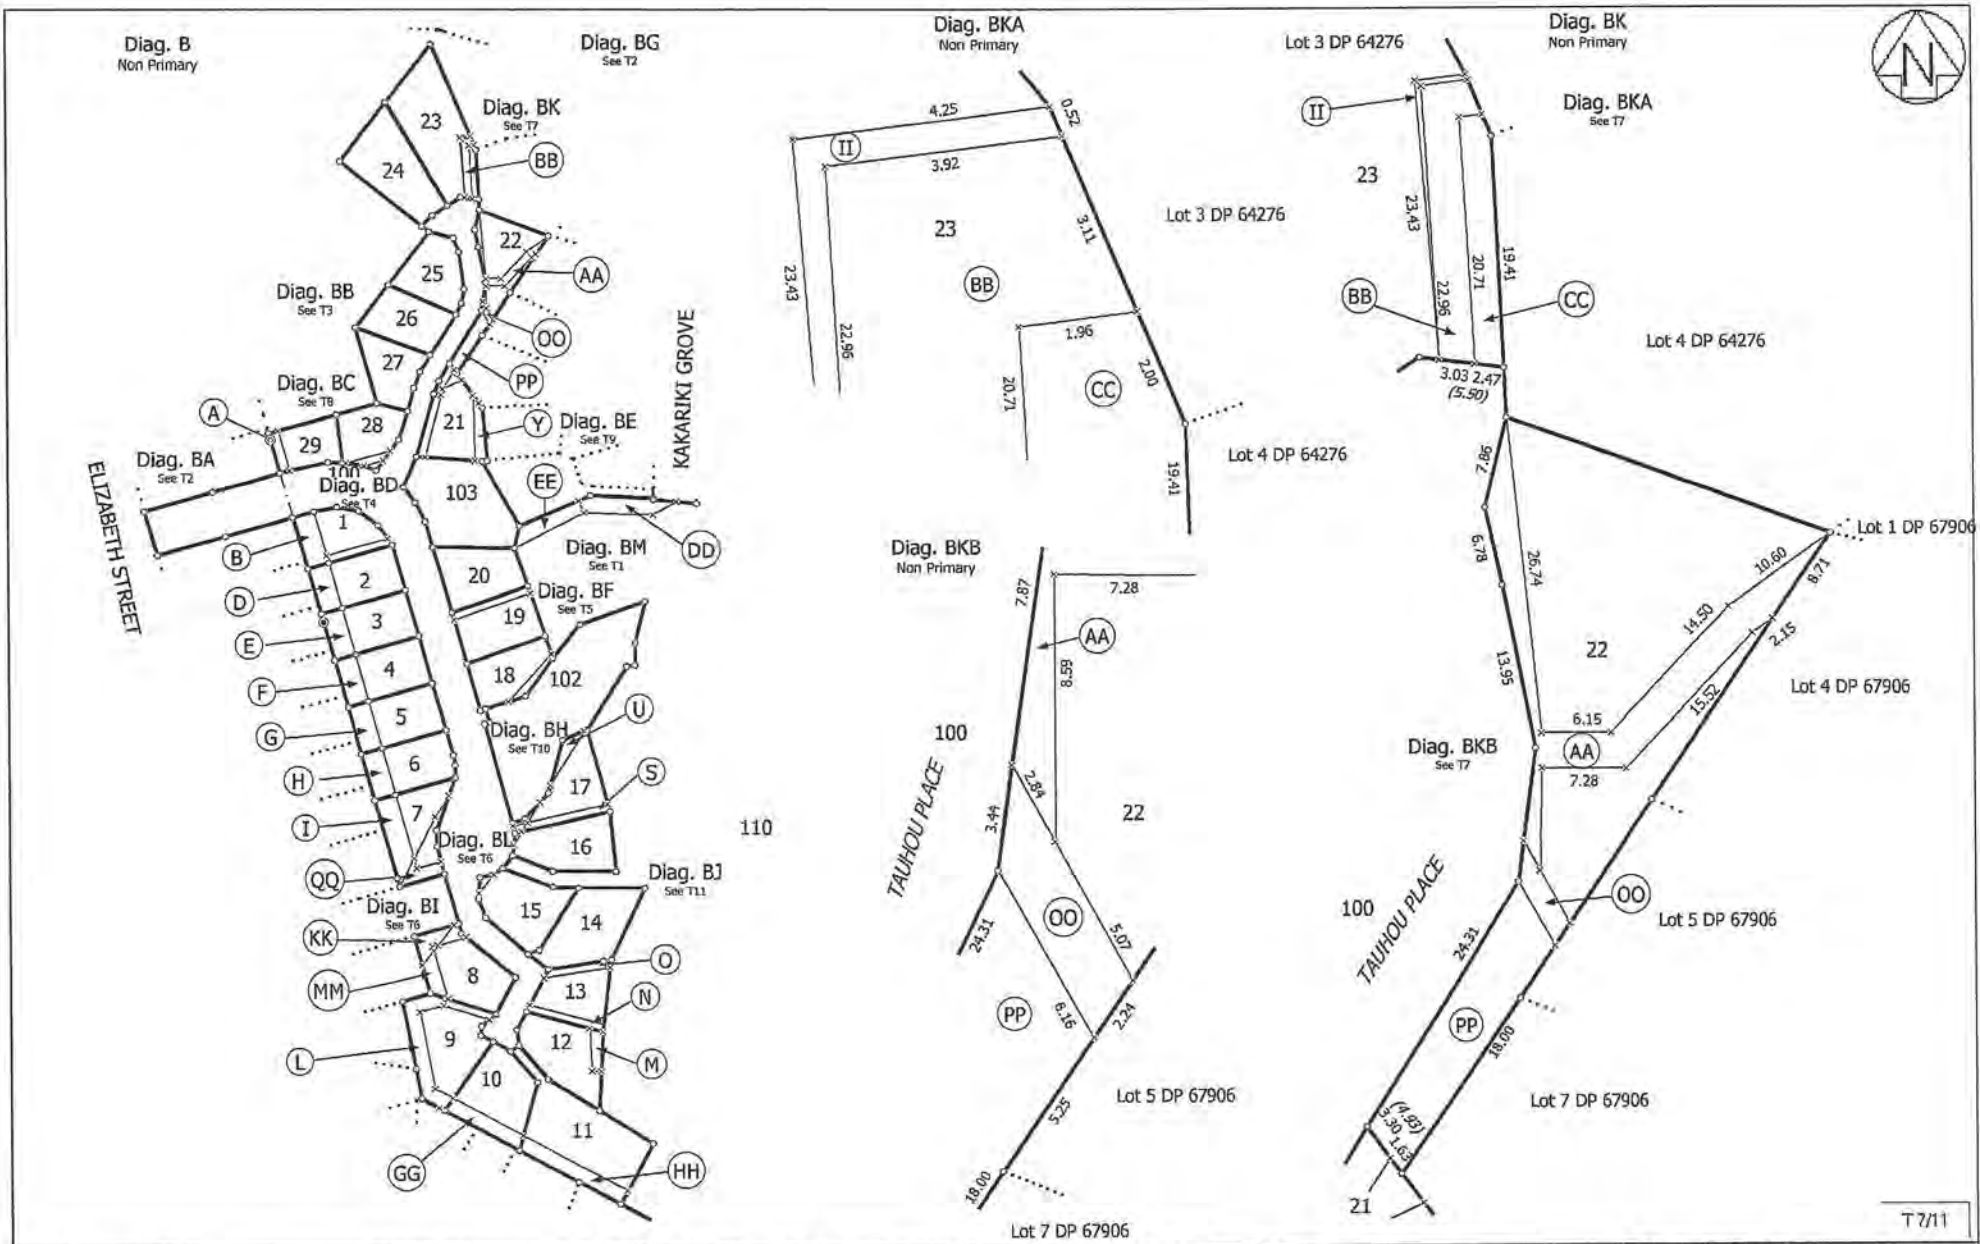 Diag. B
Non Primary
Diag. BG
See T2
23
Diag. BK
See T7
BB
24
22
AA
25
Diag. BB
See T3
26
OO
27
PP
KAKARIKI GROVE
Diag. BC
See T8
A
28
21
Y
Diag. BE
See T9
29
100
Diag. BA
See T2
Diag. BD
See T4
103
EE
ELIZABETH STREET
1
B
Diag. BM
See T1
DD
2
20
D
Diag. BF
See T5
3
19
E
4
18
102
F
5
U
G
Diag. BH
See T10
6
H
17
S
7
I
110
Diag. BL
See T6
16
QQ
Diag. BJ
See T11
Diag. BI
See T6
15
14
KK
O
8
MM
13
N
9
12
L
M
10
11
GG
HH
Diag. BKA
Non Primary
4.25
0.52
II
3.92
23
3.11
Lot 3 DP 64276
23.43
BB
22.96
1.96
2.00
CC
20.71
Lot 4 DP 64276
19.41
Diag. BKB
Non Primary
7.87
7.28
AA
8.59
100
TAUHOU PLACE
2.84
3.44
22
OO
24.31
5.07
PP
6.16
2.24
Lot 5 DP 67906
5.25
18.00
Lot 7 DP 67906
Diag. BK
Non Primary
Lot 3 DP 64276
N
II
Diag. BKA
See T7
23
23.43
19.41
20.71
BB
22.96
CC
Lot 4 DP 64276
3.03 2.47
(5.50)
7.86
Lot 1 DP 67906
6.78
26.74
10.60
8.71
14.50
2.15
22
13.95
Lot 4 DP 67906
15.52
6.15
Diag. BKB
See T7
AA
7.28
100
TAUHOU PLACE
OO
Lot 5 DP 67906
24.31
PP
18.00
Lot 7 DP 67906
(4.93)
3.30 1.63
21
T 7/11